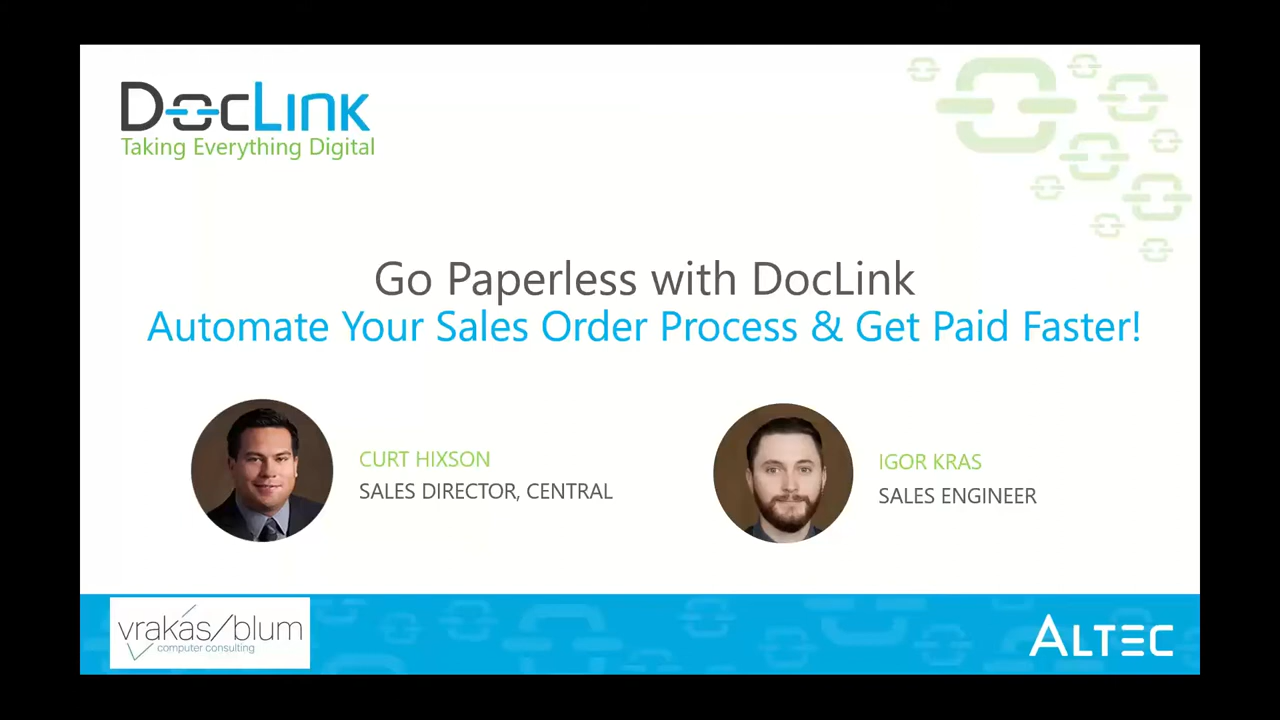 DocLink
Taking Everything Digital
Go Paperless with DocLink
Automate Your Sales Order Process & Get Paid Faster!
CURT HIXSON
SALES DIRECTOR, CENTRAL
IGOR KRAS
SALES ENGINEER
vrakas/blum
computer consulting
ALTEC